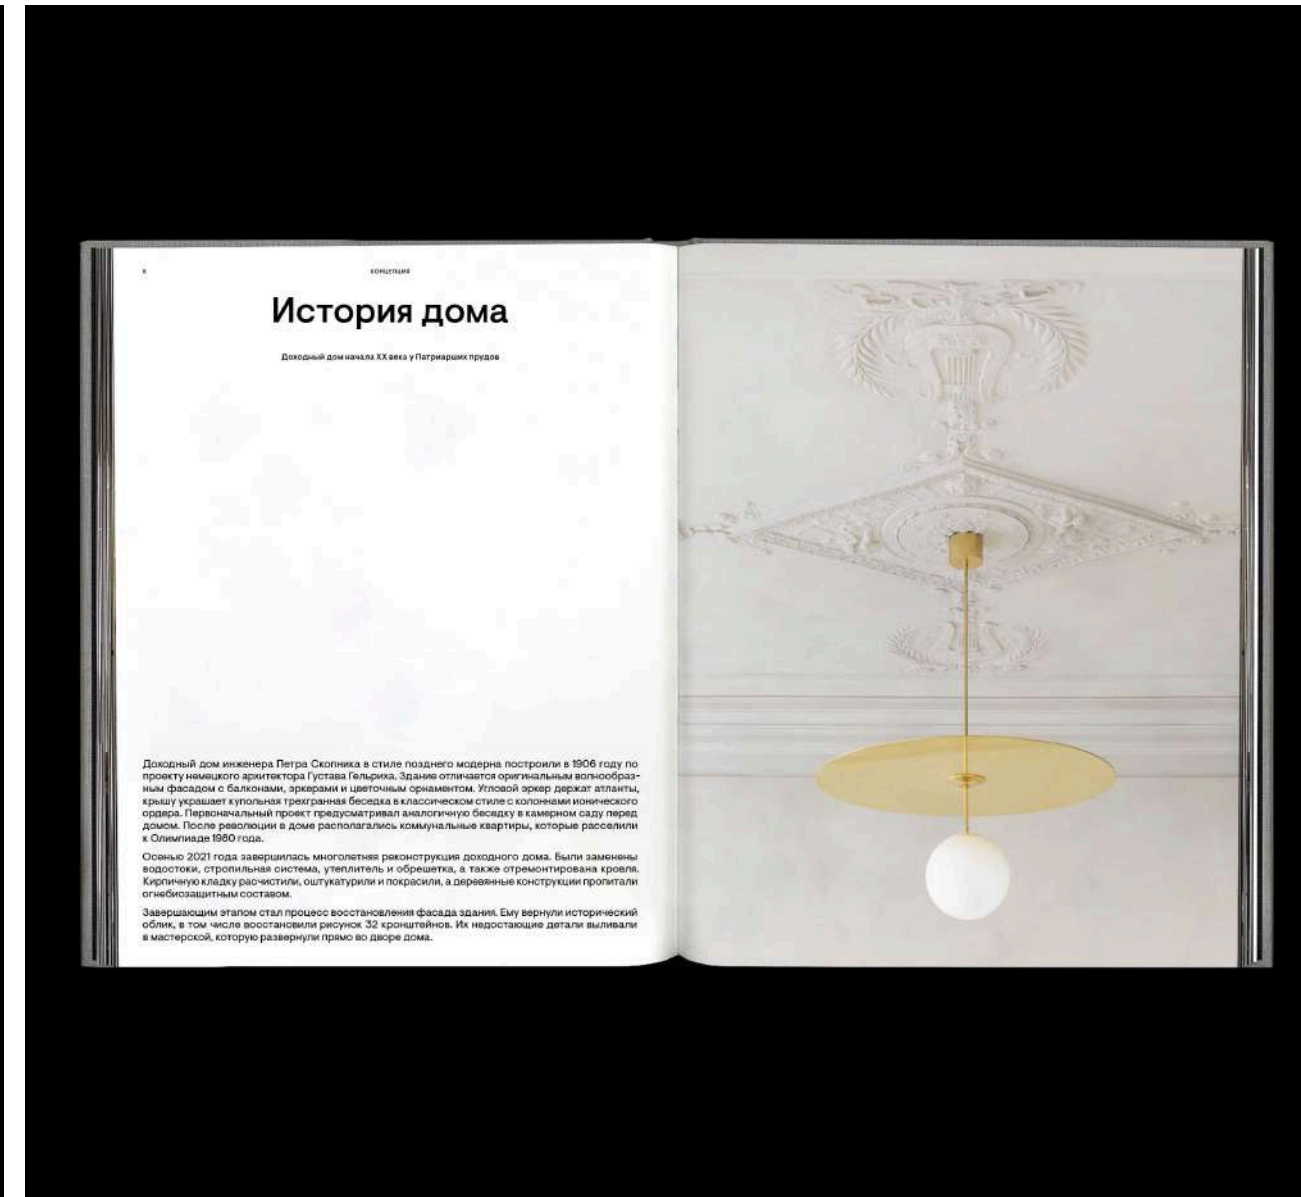 КОНЦЕПЦИЯ
История дома
Доходный дом начала XX века у Патриарших прудов
Доходный дом инженера Петра Скопника в стиле позднего модерна построили в 1906 году по
проекту немецкого архитектора Густава Гельриха. Здание отличается оригинальным волнообраз-
ным фасадом с балконами, эркерами и цветочным орнаментом. Угловой эркер держат атланты,
крышу украшает купольная трехгранная беседка в классическом стиле с колоннами ионического
ордера. Первоначальный проект предусматривал аналогичную беседку в камерном саду перед
домом. После революции в доме располагались коммунальные квартиры, которые расселили
к Олимпиаде 1980 года.
Осенью 2021 года завершилась многолетняя реконструкция доходного дома. Были заменены
водостоки, стропильная система, утеплитель и обрешетка, а также отремонтирована кровля.
Кирпичную кладку расчистили, оштукатурили и покрасили, а деревянные конструкции пропитали
огнебиозащитным составом.
Завершающим этапом стал процесс восстановления фасада здания. Ему вернули исторический
облик, в том числе восстановили рисунок 32 кронштейнов. Их недостающие детали выливали
в мастерской, которую развернули прямо во дворе дома.